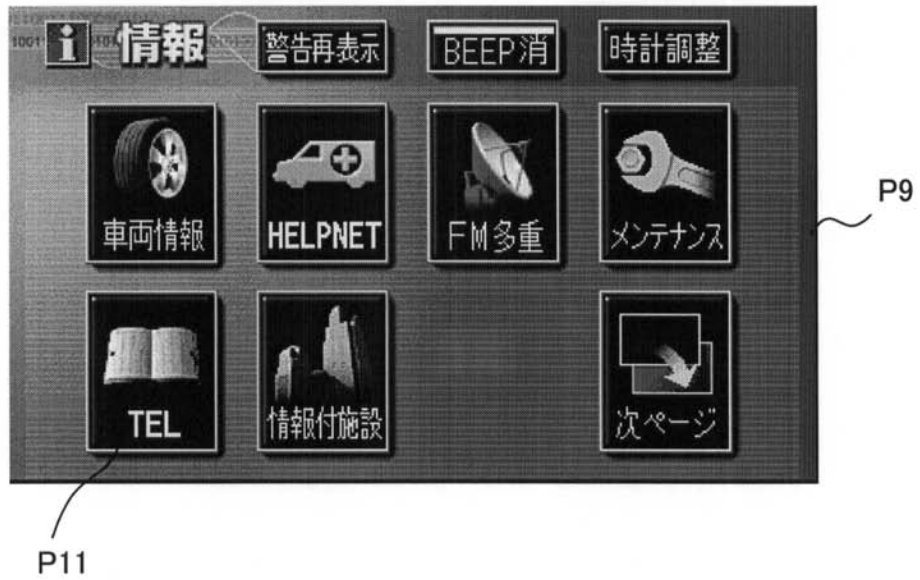 i 情報 警告再表示 BEEP消 時計調整
車両情報 HELPNET FM多重 メンテナンス
P9
TEL 情報付施設 次ページ
P11